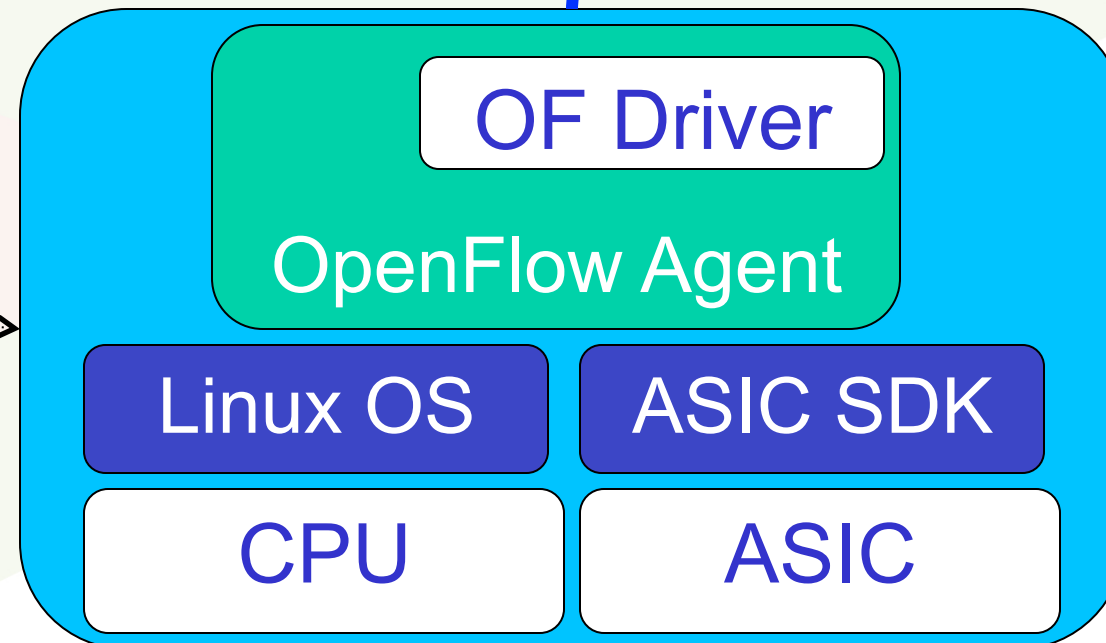 OF Driver
OpenFlow Agent
Linux OS
ASIC SDK
CPU
ASIC